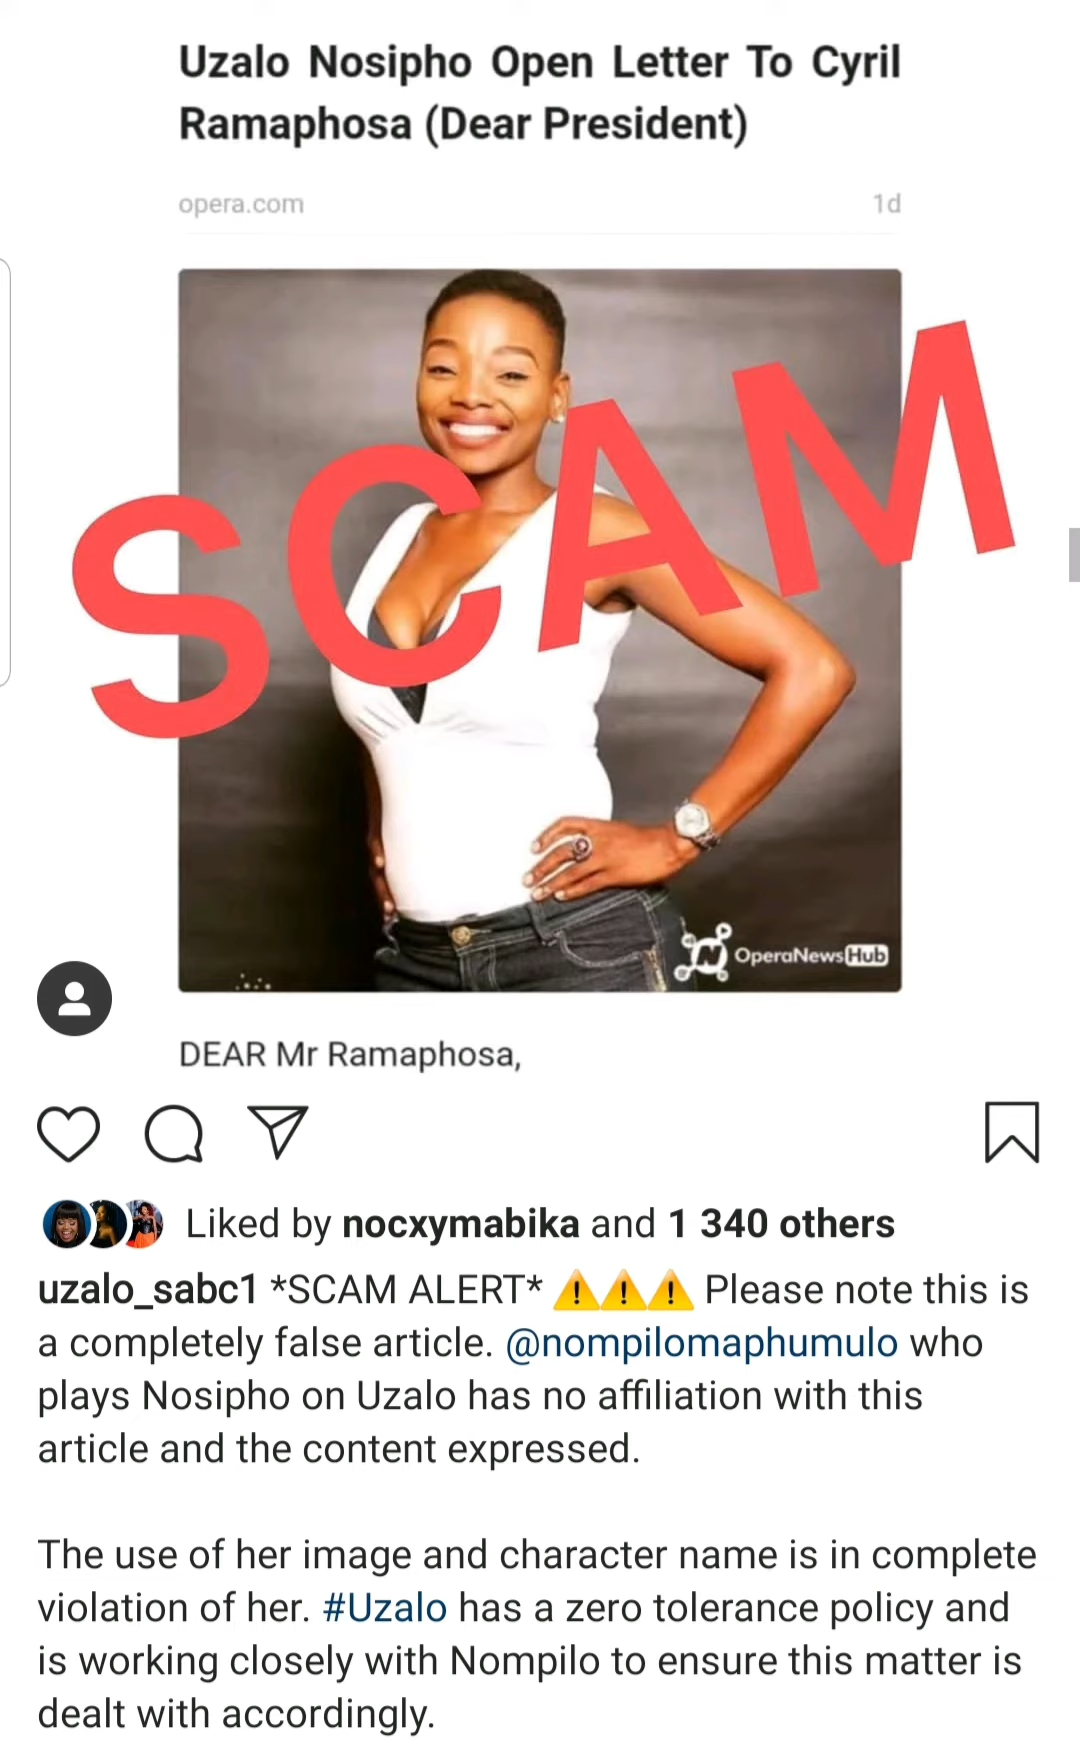 Uzalo Nosipho Open Letter To Cyril
Ramaphosa (Dear President)
opera.com 1d
SCAM
OperaNews Hub
DEAR Mr Ramaphosa,
Liked by nocxymabika and 1 340 others
uzalo_sabc1 *SCAM ALERT* ⚠️⚠️⚠️ Please note this is
a completely false article. @nompilomaphumulo who
plays Nosipho on Uzalo has no affiliation with this
article and the content expressed.
The use of her image and character name is in complete
violation of her. #Uzalo has a zero tolerance policy and
is working closely with Nompilo to ensure this matter is
dealt with accordingly.